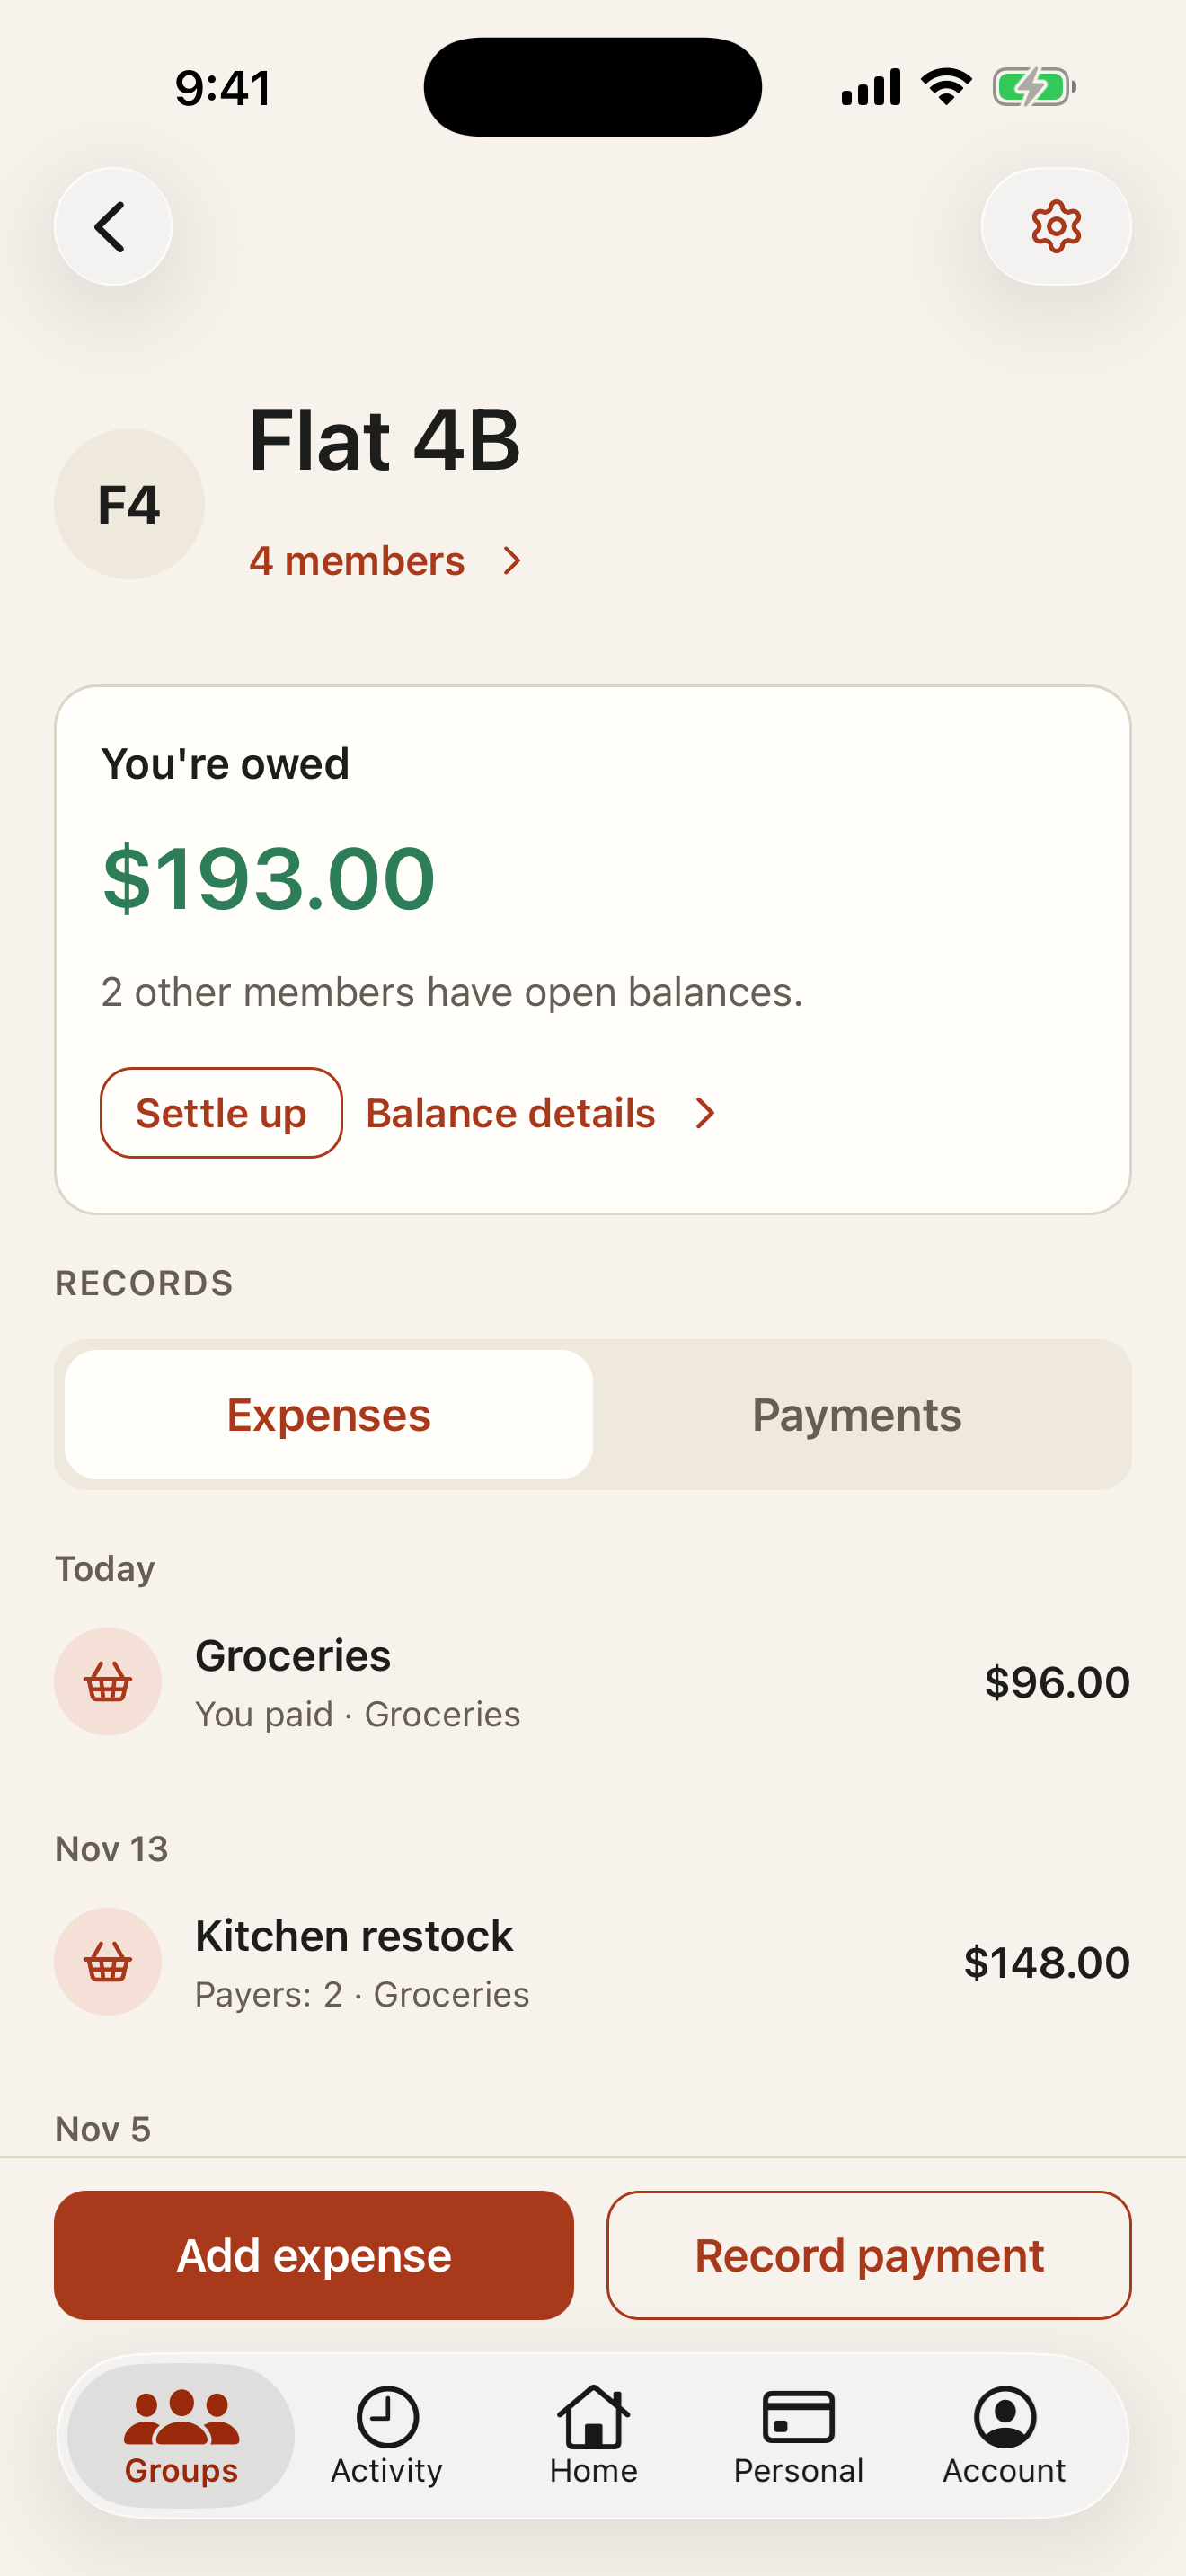 9:41
Flat 4B
F4
4 members
You're owed
$193.00
2 other members have open balances.
Settle up Balance details
RECORDS
Expenses Payments
Today
Groceries
$96.00
You paid · Groceries
Nov 13
Kitchen restock
$148.00
Payers: 2 · Groceries
Nov 5
Add expense Record payment
Groups Activity Home Personal Account